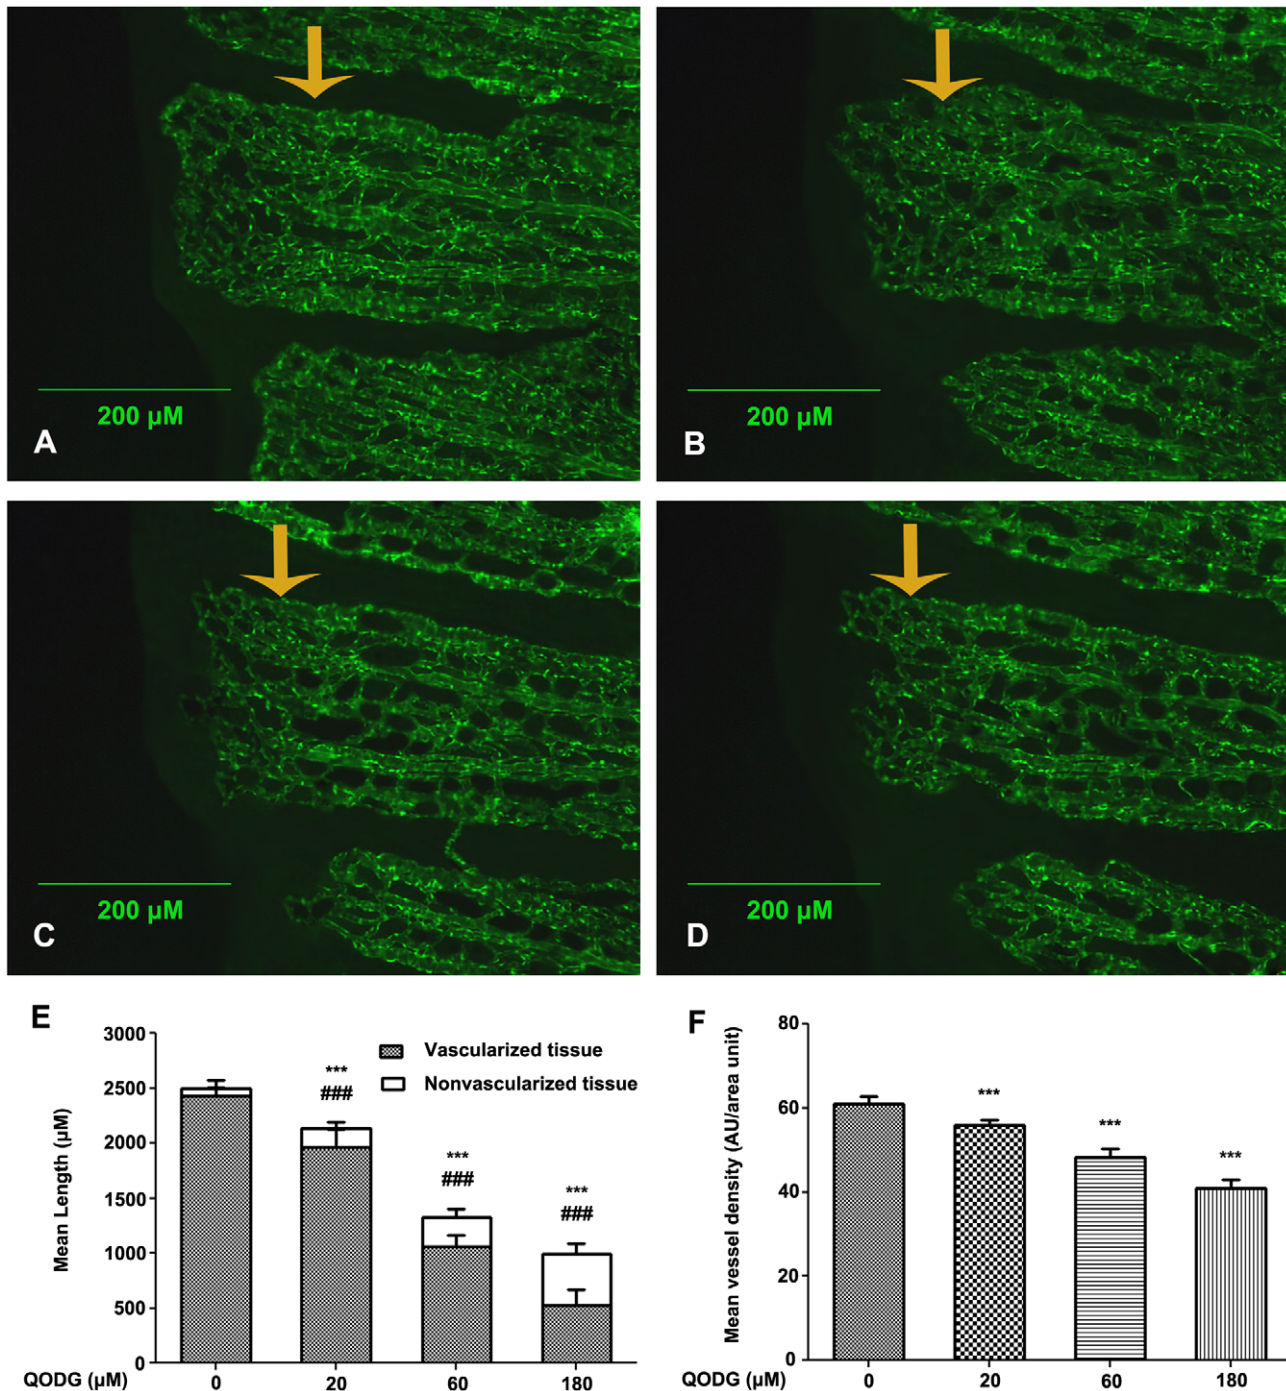 200 µM
A
200 µM
B
200 µM
C
200 µM
D
E
3000
2500
2000
1500
1000
500
0
Mean Length (µM)
Vascularized tissue
Nonvascularized tissue
***
###
***
###
***
###
QODG (µM)
0
20
60
180
F
80
60
40
20
0
Mean vessel density (AU/area unit)
***
***
***
QODG (µM)
0
20
60
180